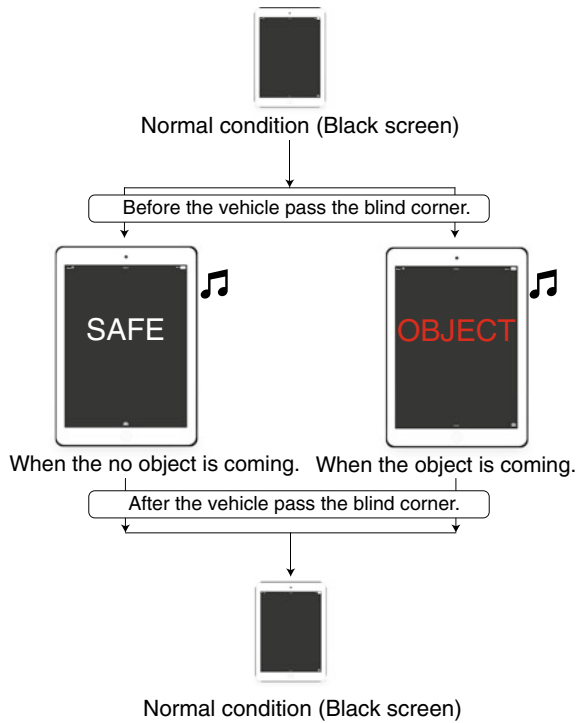 Normal condition (Black screen)
Before the vehicle pass the blind corner.
SAFE
OBJECT
When the no object is coming.
When the object is coming.
After the vehicle pass the blind corner.
Normal condition (Black screen)